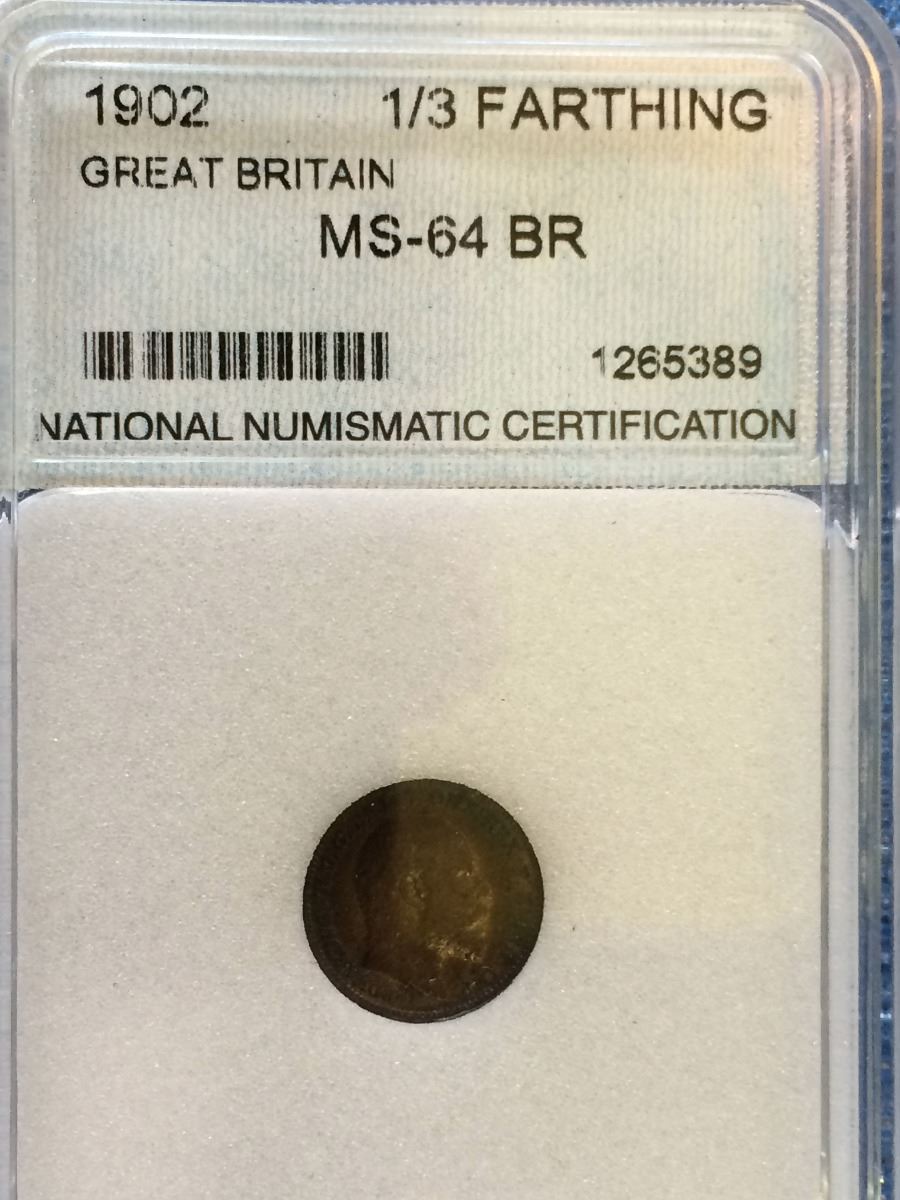 1902 1/3 FARTHING
GREAT BRITAIN
MS-64 BR
1265389
NATIONAL NUMISMATIC CERTIFICATION